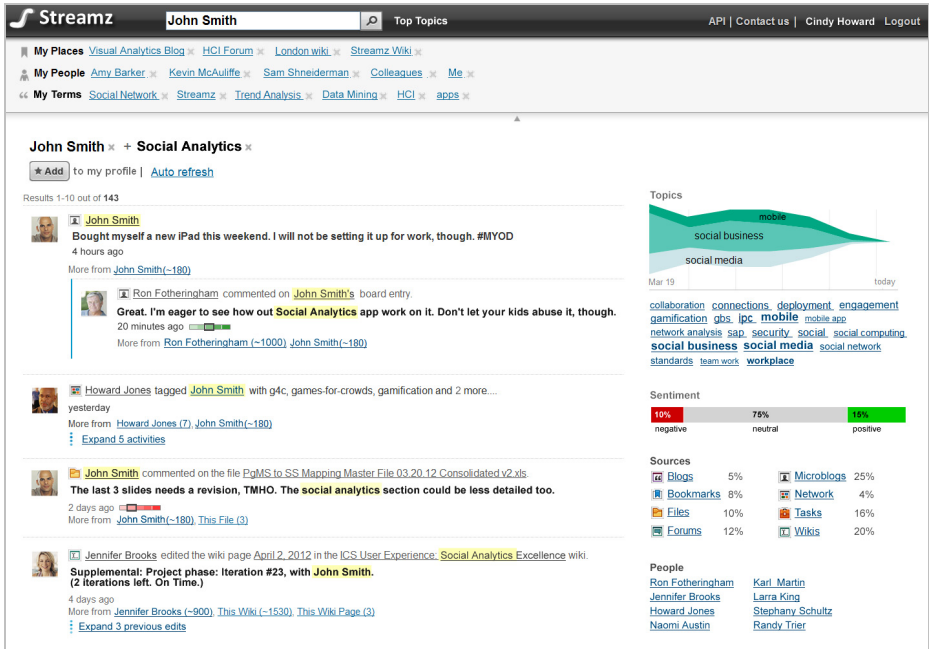 Streamz John Smith Top Topics API | Contact us | Cindy Howard Logout
My Places Visual Analytics Blog × HCI Forum × London wiki × Streamz Wiki ×
My People Amy Barker × Kevin McAuliffe × Sam Shneiderman × Colleagues × Me ×
My Terms Social Network × Streamz × Trend Analysis × Data Mining × HCI × apps ×
John Smith × + Social Analytics ×
★ Add to my profile | Auto refresh
Results 1-10 out of 143
John Smith
Bought myself a new iPad this weekend. I will not be setting it up for work, though. #MYOD
4 hours ago
More from John Smith(~180)
Ron Fotheringham commented on John Smith's board entry.
Great. I'm eager to see how out Social Analytics app work on it. Don't let your kids abuse it, though.
20 minutes ago
More from Ron Fotheringham (~1000) John Smith(~180)
Howard Jones tagged John Smith with g4c, games-for-crowds, gamification and 2 more....
yesterday
More from Howard Jones (7), John Smith(~180)
Expand 5 activities
John Smith commented on the file PgMS to SS Mapping Master File 03.20.12 Consolidated v2.xls.
The last 3 slides needs a revision, TMHO. The social analytics section could be less detailed too.
2 days ago
More from John Smith(~180), This File (3)
Jennifer Brooks edited the wiki page April 2, 2012 in the ICS User Experience: Social Analytics Excellence wiki.
Supplemental: Project phase: Iteration #23, with John Smith.
(2 iterations left. On Time.)
4 days ago
More from Jennifer Brooks (~900), This Wiki (~1530), This Wiki Page (3)
Expand 3 previous edits
Topics
mobile
social business
social media
Mar 19 today
collaboration connections deployment engagement
gamification gbs ipc mobile mobile app
network analysis sap security social social computing
social business social media social network
standards team work workplace
Sentiment
10% 75% 15%
negative neutral positive
Sources
Blogs 5% Microblogs 25%
Bookmarks 8% Network 4%
Files 10% Tasks 16%
Forums 12% Wikis 20%
People
Ron Fotheringham Karl Martin
Jennifer Brooks Larra King
Howard Jones Stephany Schultz
Naomi Austin Randy Trier